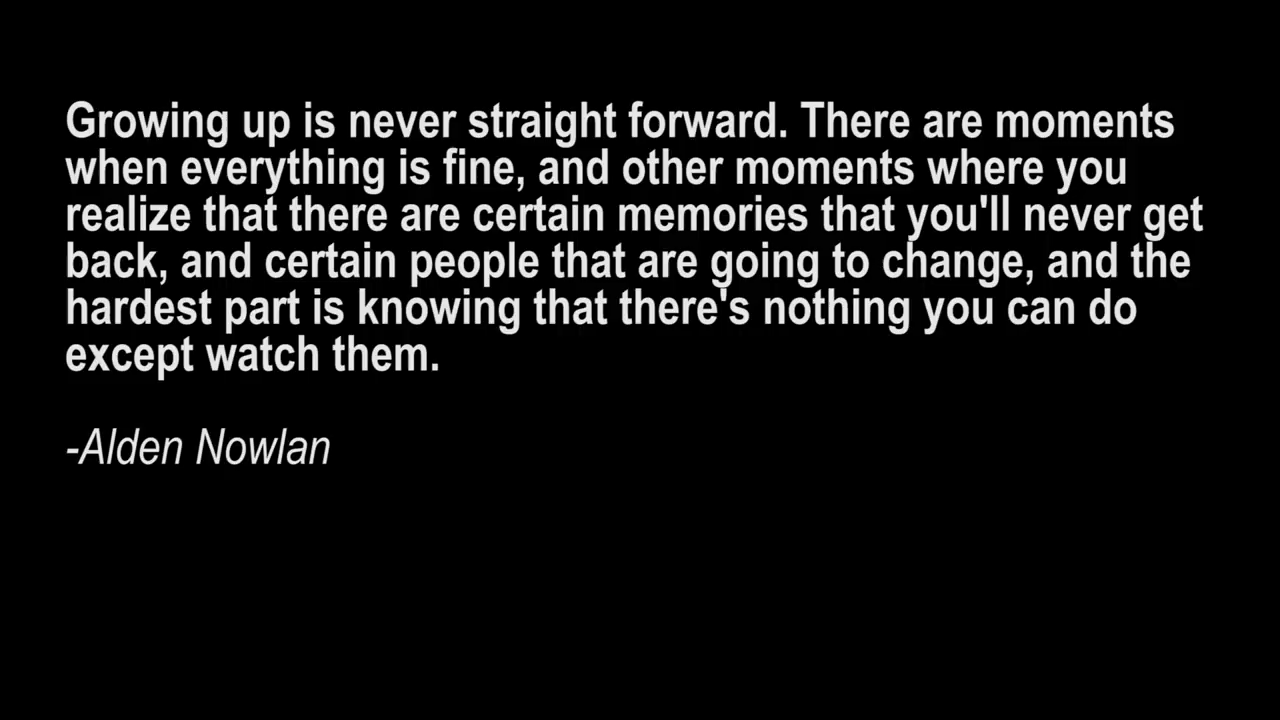 Growing up is never straight forward. There are moments
when everything is fine, and other moments where you
realize that there are certain memories that you'll never get
back, and certain people that are going to change, and the
hardest part is knowing that there's nothing you can do
except watch them.
-Alden Nowlan